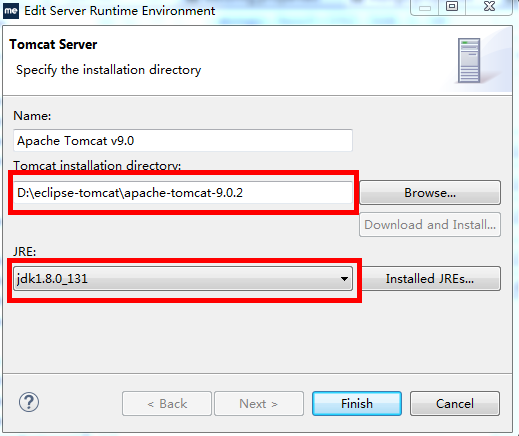 me Edit Server Runtime Environment
Tomcat Server
Specify the installation directory
Name:
Apache Tomcat v9.0
Tomcat installation directory:
D:\eclipse-tomcat\apache-tomcat-9.0.2
Browse...
Download and Install...
JRE:
jdk1.8.0_131
Installed JREs...
?
< Back
Next >
Finish
Cancel